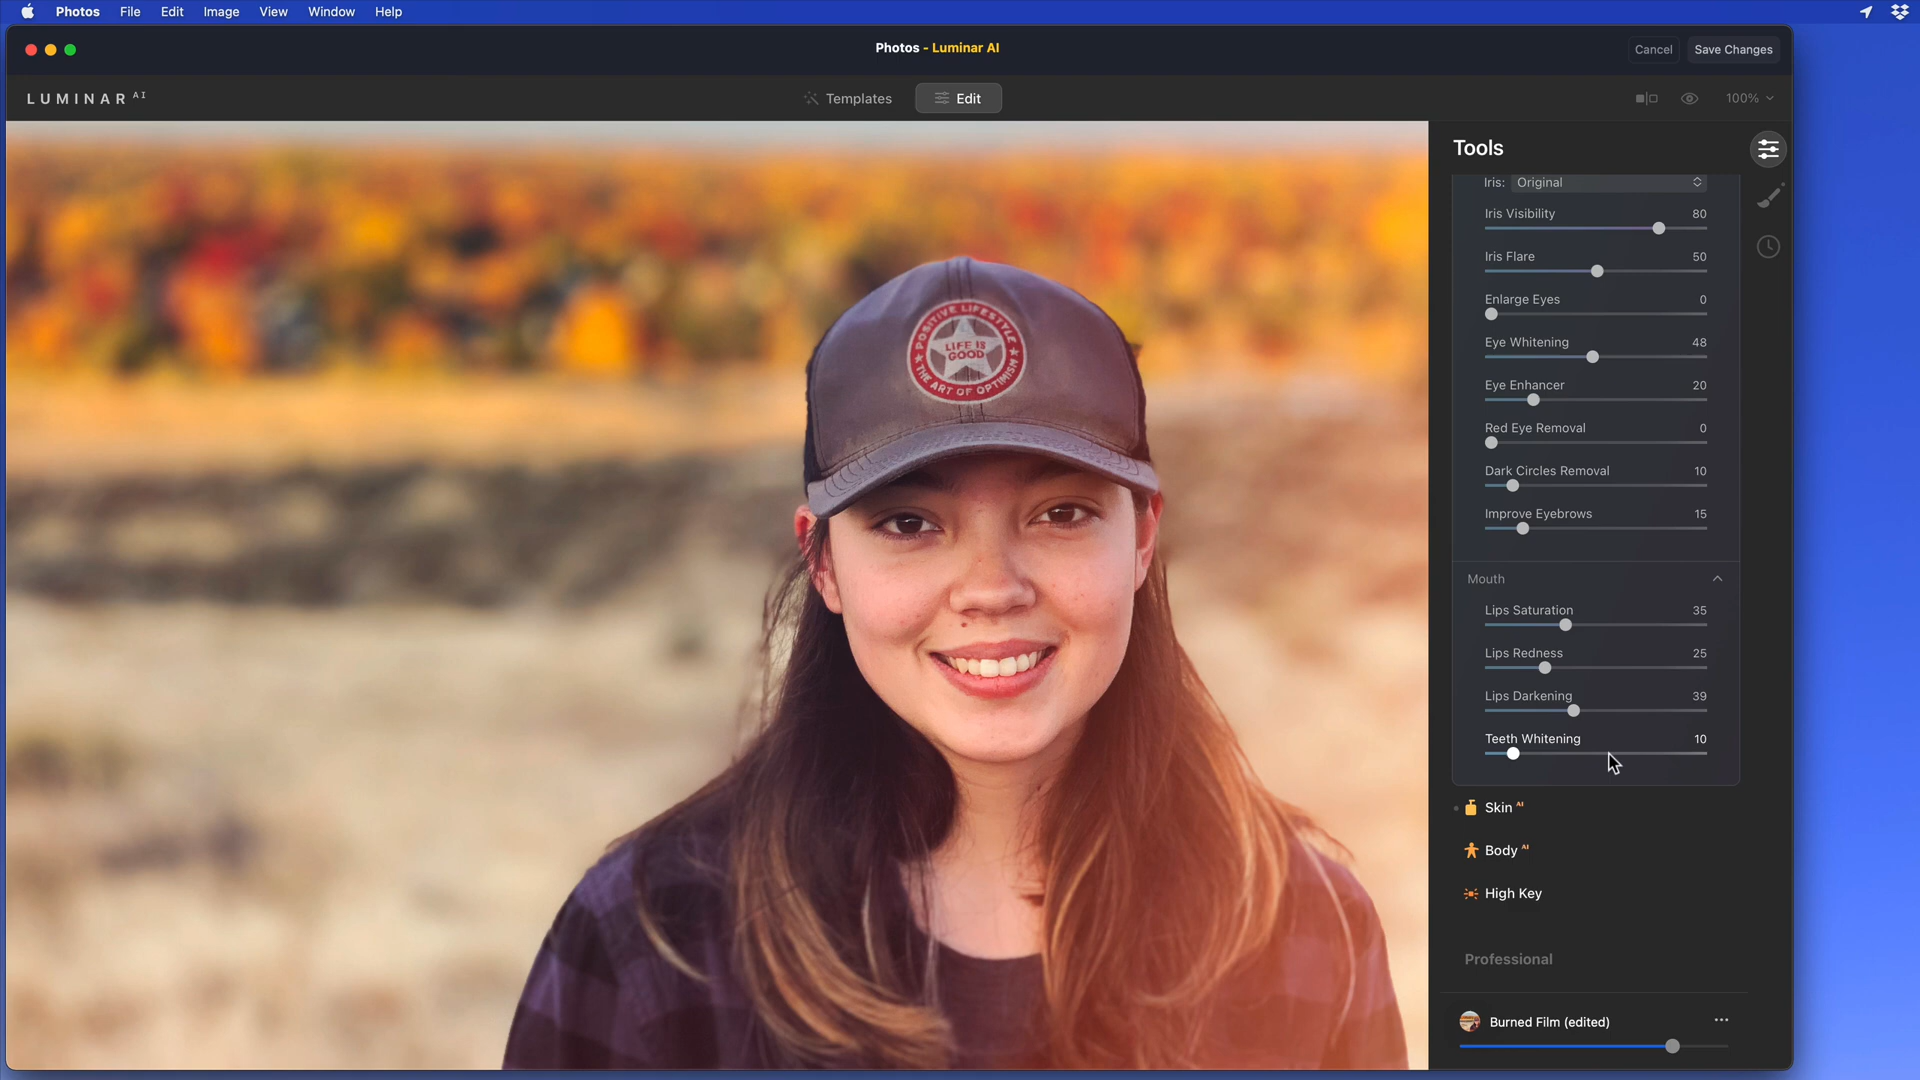 Photos File Edit Image View Window Help
Photos - Luminar AI
Cancel Save Changes
LUMINAR AI
Templates Edit
100%
Tools
Iris: Original
Iris Visibility 80
Iris Flare 50
Enlarge Eyes 0
Eye Whitening 48
Eye Enhancer 20
Red Eye Removal 0
Dark Circles Removal 10
Improve Eyebrows 15
Mouth
Lips Saturation 35
Lips Redness 25
Lips Darkening 39
Teeth Whitening 10
Skin AI
Body AI
High Key
Professional
Burned Film (edited)
POSITIVE LIFESTYLE
LIFE IS
GOOD
THE ART OF OPTIMISM